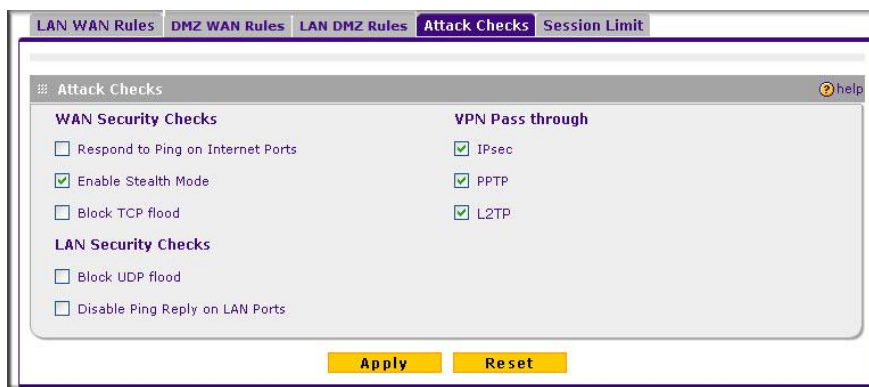 LAN WAN Rules DMZ WAN Rules LAN DMZ Rules Attack Checks Session Limit
Attack Checks
help
WAN Security Checks
Respond to Ping on Internet Ports
Enable Stealth Mode
Block TCP flood
LAN Security Checks
Block UDP flood
Disable Ping Reply on LAN Ports
VPN Pass through
IPsec
PPTP
L2TP
Apply Reset